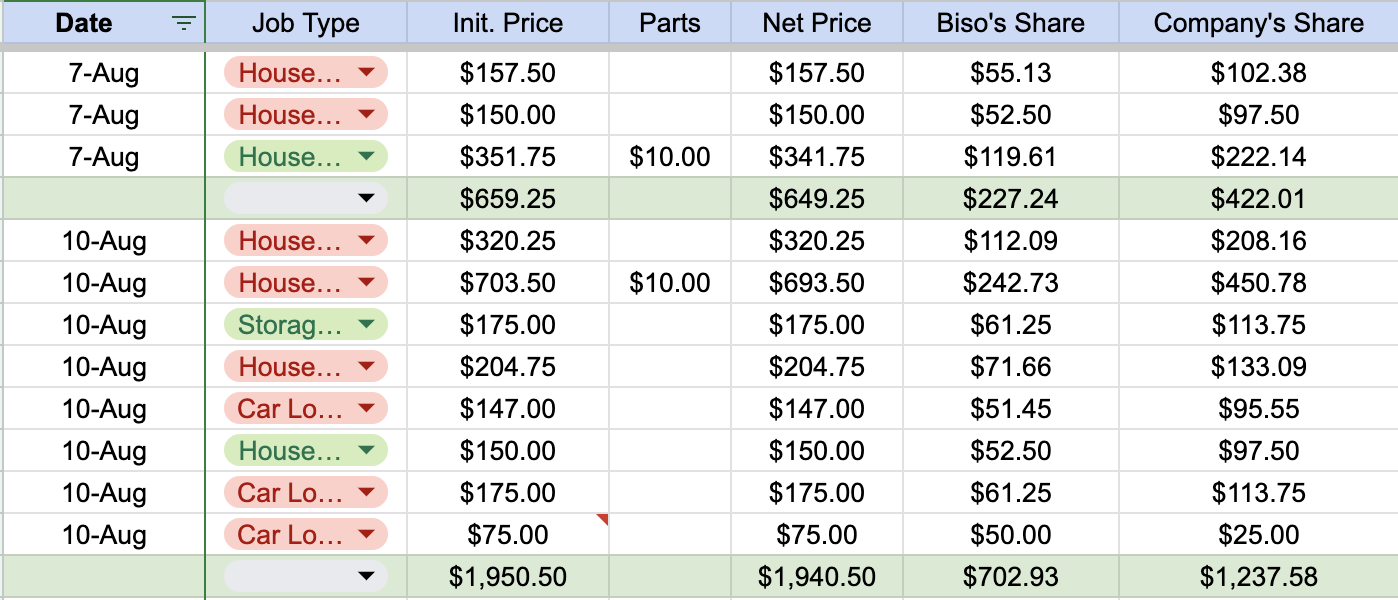 Date Job Type Init. Price Parts Net Price Biso's Share Company's Share
7-Aug House... $157.50 $157.50 $55.13 $102.38
7-Aug House... $150.00 $150.00 $52.50 $97.50
7-Aug House... $351.75 $10.00 $341.75 $119.61 $222.14
$659.25 $649.25 $227.24 $422.01
10-Aug House... $320.25 $320.25 $112.09 $208.16
10-Aug House... $703.50 $10.00 $693.50 $242.73 $450.78
10-Aug Storag... $175.00 $175.00 $61.25 $113.75
10-Aug House... $204.75 $204.75 $71.66 $133.09
10-Aug Car Lo... $147.00 $147.00 $51.45 $95.55
10-Aug House... $150.00 $150.00 $52.50 $97.50
10-Aug Car Lo... $175.00 $175.00 $61.25 $113.75
10-Aug Car Lo... $75.00 $75.00 $50.00 $25.00
$1,950.50 $1,940.50 $702.93 $1,237.58